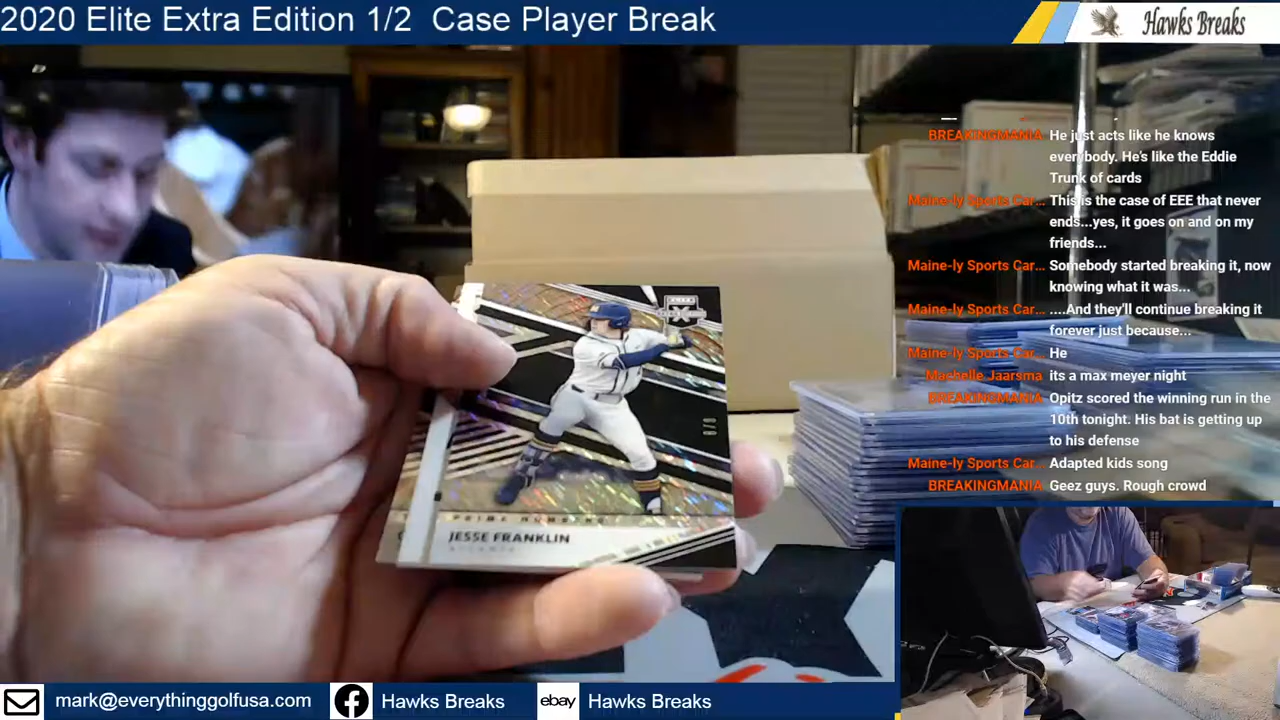 2020 Elite Extra Edition 1/2 Case Player Break
Hawks Breaks
BREAKINGMANIA He just acts like he knows
everybody. He's like the Eddie
Trunk of cards
Maine-ly Sports Car... This is the case of EEE that never
ends...yes, it goes on and on my
friends...
Maine-ly Sports Car... Somebody started breaking it, now
knowing what it was...
Maine-ly Sports Car... ....And they'll continue breaking it
forever just because...
Maine-ly Sports Car... He
Machelle Jaarsma its a max meyer night
BREAKINGMANIA Opitz scored the winning run in the
10th tonight. His bat is getting up
to his defense
Maine-ly Sports Car... Adapted kids song
BREAKINGMANIA Geez guys. Rough crowd
PRIME NUMBERS
JESSE FRANKLIN
ATLANTA
mark@everythinggolfusa.com
Hawks Breaks
ebay
Hawks Breaks